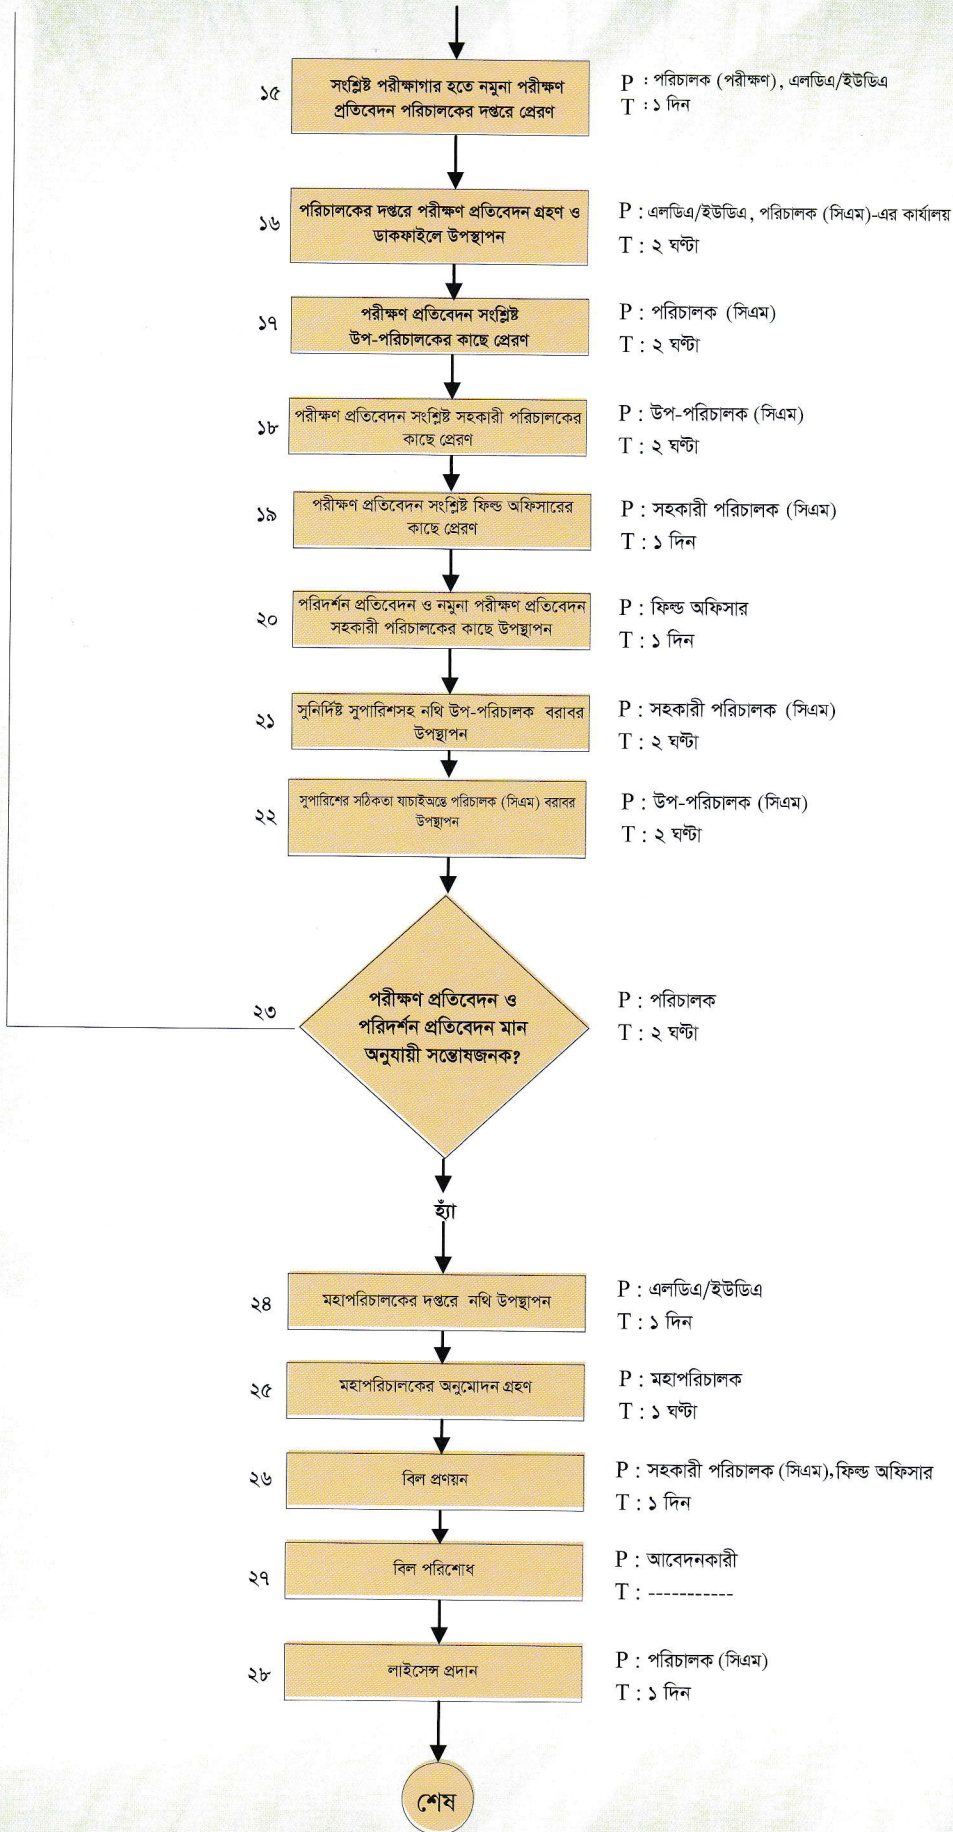 ১৫
সংশ্লিষ্ট পরীক্ষাগার হতে নমুনা পরীক্ষণ
প্রতিবেদন পরিচালকের দপ্তরে প্রেরণ
P : পরিচালক (পরীক্ষণ), এলডিএ/ইউডিএ
T : ১ দিন
১৬
পরিচালকের দপ্তরে পরীক্ষণ প্রতিবেদন গ্রহণ ও
ডাকফাইলে উপস্থাপন
P : এলডিএ/ইউডিএ, পরিচালক (সিএম)-এর কার্যালয়
T : ২ ঘণ্টা
১৭
পরীক্ষণ প্রতিবেদন সংশ্লিষ্ট
উপ-পরিচালকের কাছে প্রেরণ
P : পরিচালক (সিএম)
T : ২ ঘণ্টা
১৮
পরীক্ষণ প্রতিবেদন সংশ্লিষ্ট সহকারী পরিচালকের
কাছে প্রেরণ
P : উপ-পরিচালক (সিএম)
T : ২ ঘণ্টা
১৯
পরীক্ষণ প্রতিবেদন সংশ্লিষ্ট ফিল্ড অফিসারের
কাছে প্রেরণ
P : সহকারী পরিচালক (সিএম)
T : ১ দিন
২০
পরিদর্শন প্রতিবেদন ও নমুনা পরীক্ষণ প্রতিবেদন
সহকারী পরিচালকের কাছে উপস্থাপন
P : ফিল্ড অফিসার
T : ১ দিন
২১
সুনির্দিষ্ট সুপারিশসহ নথি উপ-পরিচালক বরাবর
উপস্থাপন
P : সহকারী পরিচালক (সিএম)
T : ২ ঘণ্টা
২২
সুপারিশের সঠিকতা যাচাইঅন্তে পরিচালক (সিএম) বরাবর
উপস্থাপন
P : উপ-পরিচালক (সিএম)
T : ২ ঘণ্টা
২৩
পরীক্ষণ প্রতিবেদন ও
পরিদর্শন প্রতিবেদন মান
অনুযায়ী সন্তোষজনক?
P : পরিচালক
T : ২ ঘণ্টা
হ্যাঁ
২৪
মহাপরিচালকের দপ্তরে নথি উপস্থাপন
P : এলডিএ/ইউডিএ
T : ১ দিন
২৫
মহাপরিচালকের অনুমোদন গ্রহণ
P : মহাপরিচালক
T : ১ ঘণ্টা
২৬
বিল প্রণয়ন
P : সহকারী পরিচালক (সিএম),ফিল্ড অফিসার
T : ১ দিন
২৭
বিল পরিশোধ
P : আবেদনকারী
T : -----------
২৮
লাইসেন্স প্রদান
P : পরিচালক (সিএম)
T : ১ দিন
শেষ